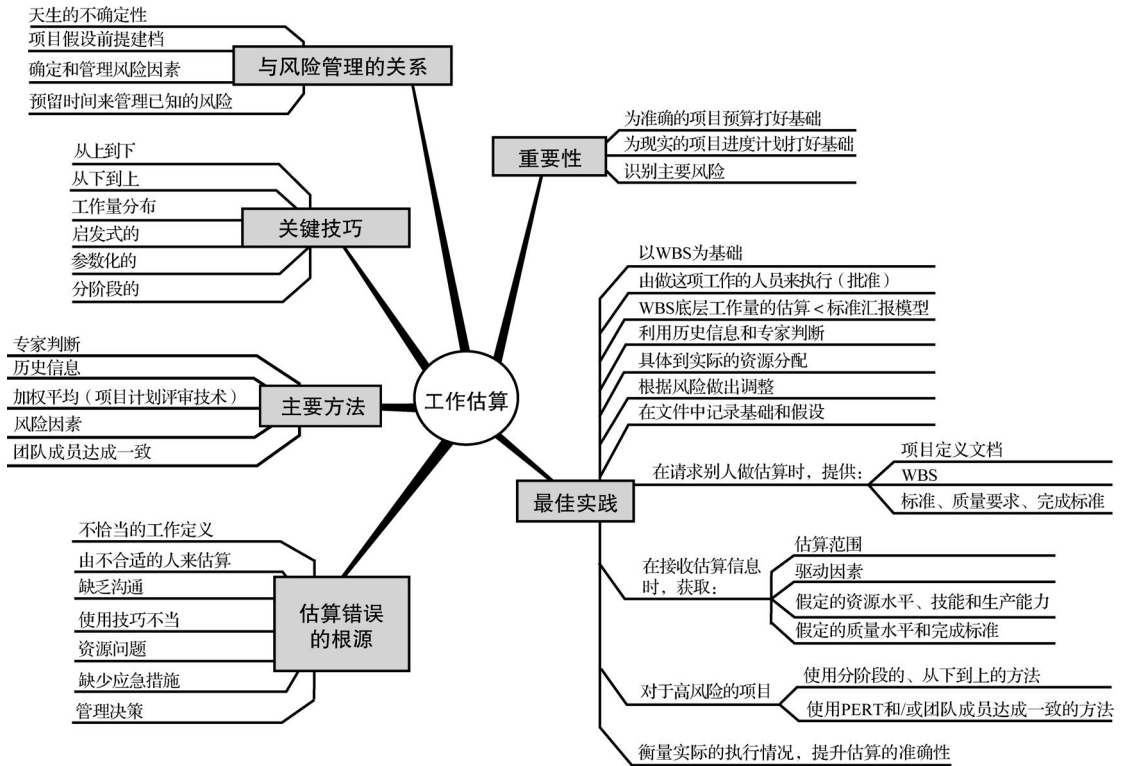 天生的不确定性
项目假设前提建档
确定和管理风险因素
预留时间来管理已知的风险
与风险管理的关系
从上到下
从下到上
工作量分布
启发式的
参数化的
分阶段的
关键技巧
专家判断
历史信息
加权平均（项目计划评审技术）
风险因素
团队成员达成一致
主要方法
不恰当的工作定义
由不合适的人来估算
缺乏沟通
使用技巧不当
资源问题
缺少应急措施
管理决策
估算错误
的根源
工作估算
重要性
为准确的项目预算打好基础
为现实的项目进度计划打好基础
识别主要风险
最佳实践
以WBS为基础
由做这项工作的人员来执行（批准）
WBS底层工作量的估算＜标准汇报模型
利用历史信息和专家判断
具体到实际的资源分配
根据风险做出调整
在文件中记录基础和假设
在请求别人做估算时，提供：
项目定义文档
WBS
标准、质量要求、完成标准
在接收估算信息
时，获取：
估算范围
驱动因素
假定的资源水平、技能和生产能力
假定的质量水平和完成标准
对于高风险的项目
使用分阶段的、从下到上的方法
使用PERT和/或团队成员达成一致的方法
衡量实际的执行情况，提升估算的准确性